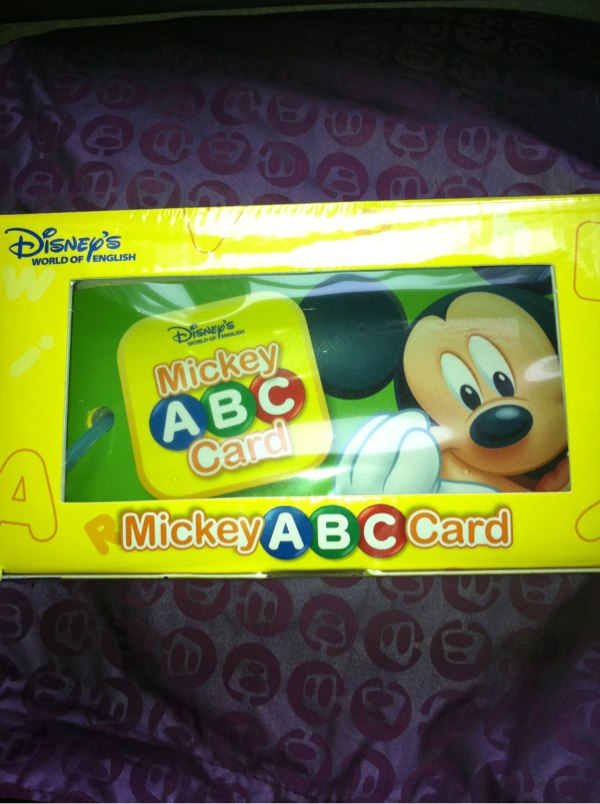 DISNEY'S
WORLD OF ENGLISH
W
i
DISNEY'S
WORLD OF ENGLISH
Mickey
ABC
Card
A
R
Mickey ABC Card